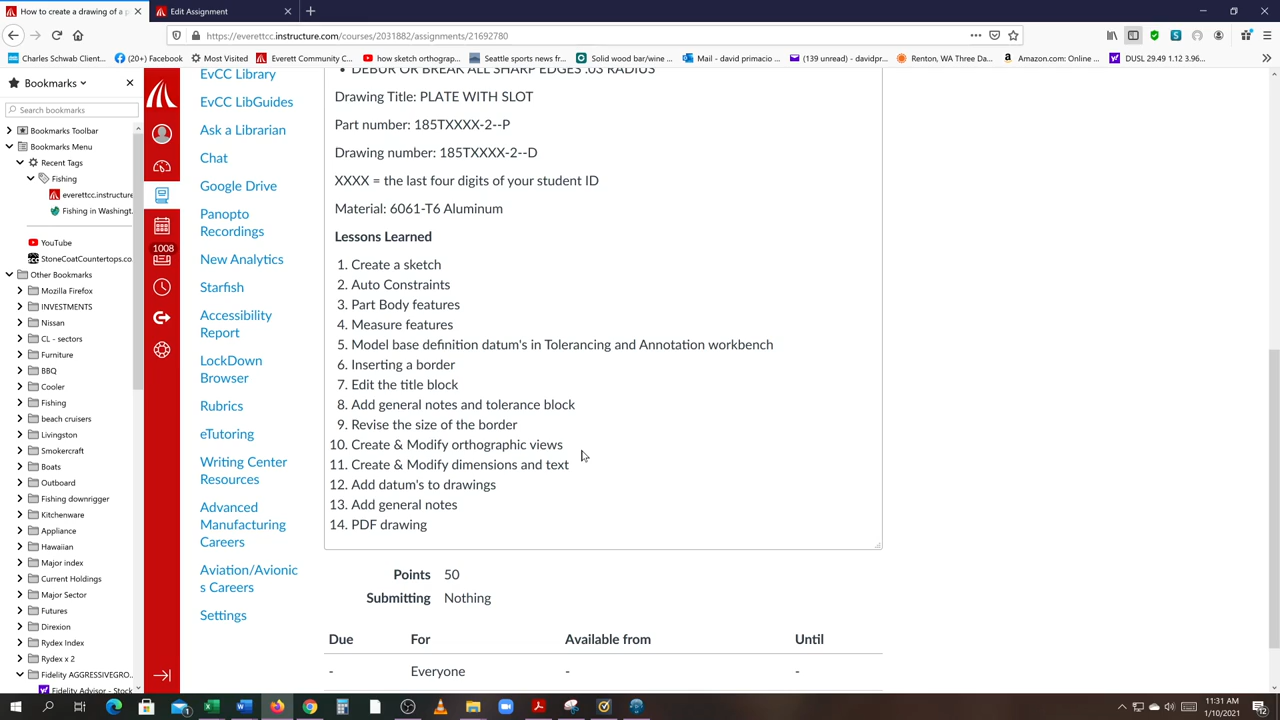 How to create a drawing of a p
Edit Assignment
https://everettcc.instructure.com/courses/2031882/assignments/21692780
Charles Schwab Client...
(20+) Facebook
Most Visited
Everett Community C...
how sketch orthograp...
Seattle sports news fr...
Solid wood bar/wine ...
Mail - david primacio ...
(139 unread) - davidpr...
Renton, WA Three Da...
Amazon.com: Online ...
DUSL 29.49 1.12 3.96...
Bookmarks
Search bookmarks
Bookmarks Toolbar
Bookmarks Menu
Recent Tags
Fishing
everettcc.instructure
Fishing in Washingt.
YouTube
StoneCoatCountertops.co
Other Bookmarks
Mozilla Firefox
INVESTMENTS
Nissan
CL - sectors
Furniture
BBQ
Cooler
Fishing
beach cruisers
Livingston
Smokercraft
Boats
Outboard
Fishing downrigger
Kitchenware
Appliance
Hawaiian
Major index
Current Holdings
Major Sector
Futures
Direxion
Rydex Index
Rydex x 2
Fidelity AGGRESSIVEGRO
Fidelity Advisor - Stock
1008
EvCC Library
EvCC LibGuides
Ask a Librarian
Chat
Google Drive
Panopto
Recordings
New Analytics
Starfish
Accessibility
Report
LockDown
Browser
Rubrics
eTutoring
Writing Center
Resources
Advanced
Manufacturing
Careers
Aviation/Avionic
s Careers
Settings
• DEBUR OR BREAK ALL SHARP EDGES .03 RADIUS
Drawing Title: PLATE WITH SLOT
Part number: 185TXXXX-2--P
Drawing number: 185TXXXX-2--D
XXXX = the last four digits of your student ID
Material: 6061-T6 Aluminum
Lessons Learned
1. Create a sketch
2. Auto Constraints
3. Part Body features
4. Measure features
5. Model base definition datum's in Tolerancing and Annotation workbench
6. Inserting a border
7. Edit the title block
8. Add general notes and tolerance block
9. Revise the size of the border
10. Create & Modify orthographic views
11. Create & Modify dimensions and text
12. Add datum's to drawings
13. Add general notes
14. PDF drawing
Points 50
Submitting Nothing
Due For Available from Until
- Everyone - -
11:31 AM
1/10/2021
12